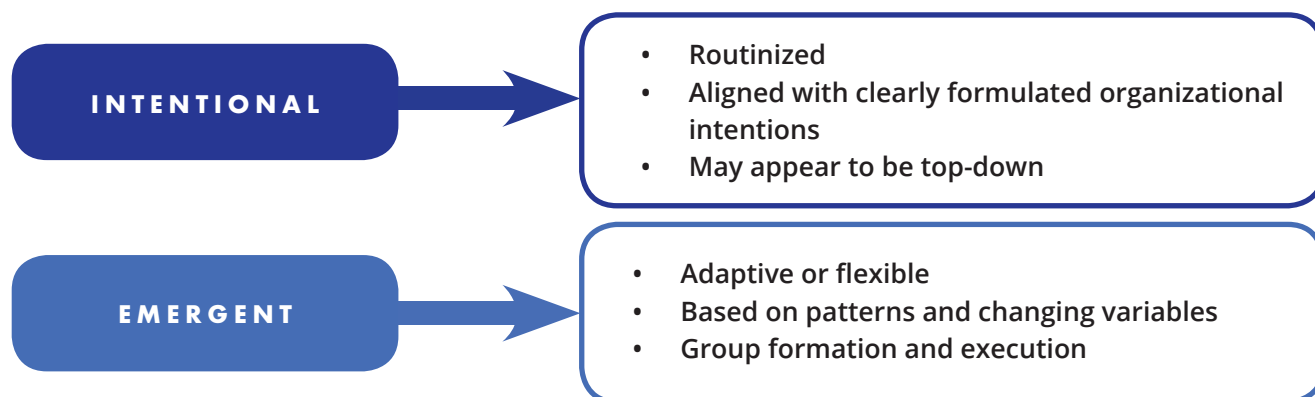 INTENTIONAL
• Routinized
• Aligned with clearly formulated organizational
intentions
• May appear to be top-down
EMERGENT
• Adaptive or flexible
• Based on patterns and changing variables
• Group formation and execution